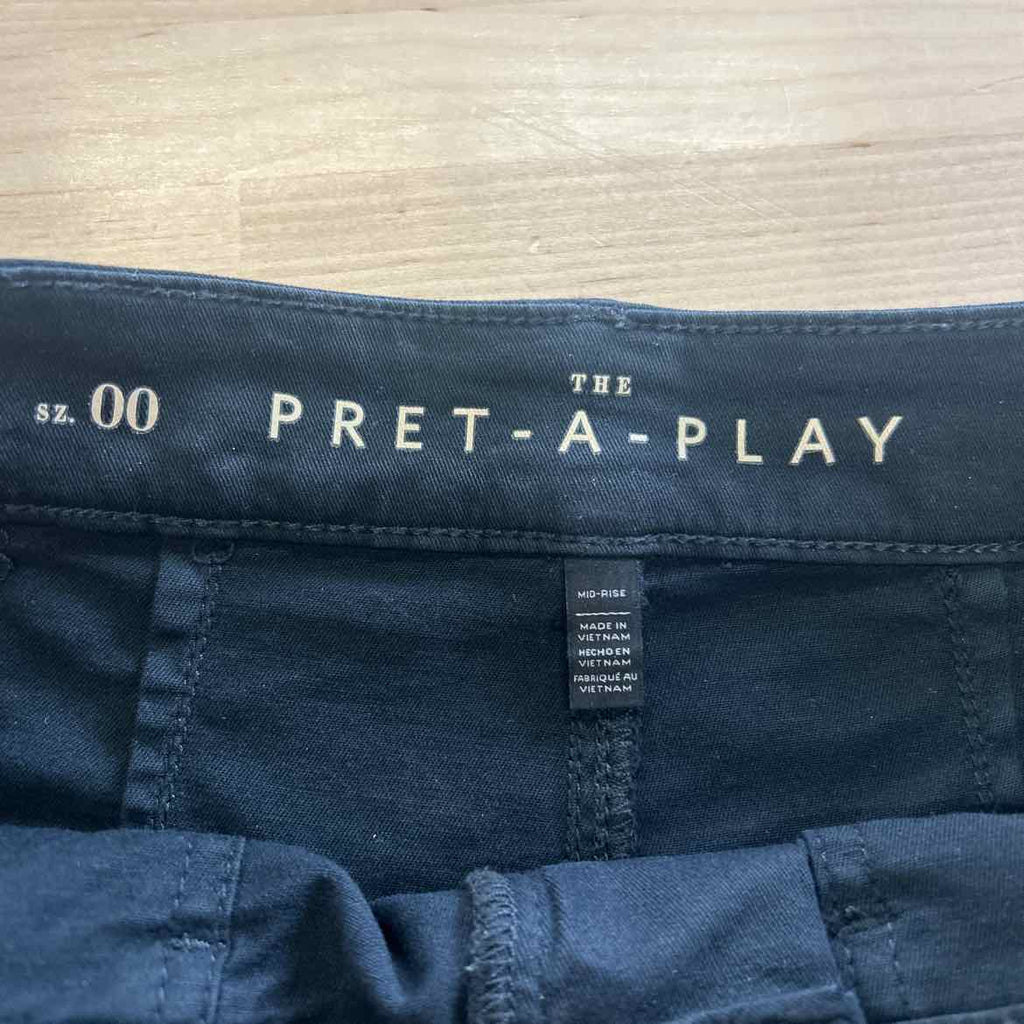 sz. 00
THE
PRET-A-PLAY
MID-RISE
MADE IN
VIETNAM
HECHO EN
VIETNAM
FABRIQUÉ AU
VIETNAM